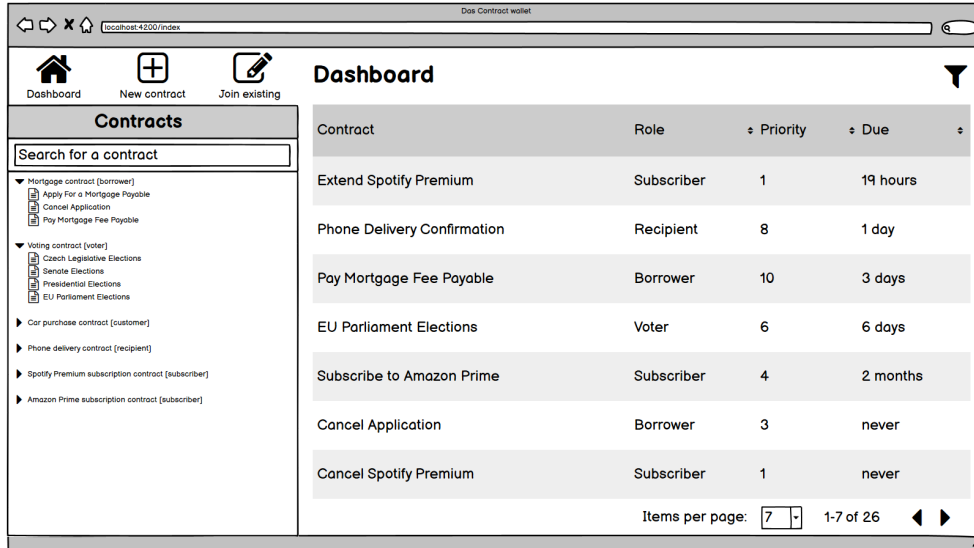 Das Contract wallet
localhost:4200/index
Dashboard New contract Join existing
Contracts
Search for a contract
Mortgage contract [borrower]
Apply For a Mortgage Payable
Cancel Application
Pay Mortgage Fee Payable
Voting contract [voter]
Czech Legislative Elections
Senate Elections
Presidential Elections
EU Parliament Elections
Car purchase contract [customer]
Phone delivery contract [recipient]
Spotify Premium subscription contract [subscriber]
Amazon Prime subscription contract [subscriber]
Dashboard
Contract Role Priority Due
Extend Spotify Premium Subscriber 1 19 hours
Phone Delivery Confirmation Recipient 8 1 day
Pay Mortgage Fee Payable Borrower 10 3 days
EU Parliament Elections Voter 6 6 days
Subscribe to Amazon Prime Subscriber 4 2 months
Cancel Application Borrower 3 never
Cancel Spotify Premium Subscriber 1 never
Items per page: 7 1-7 of 26